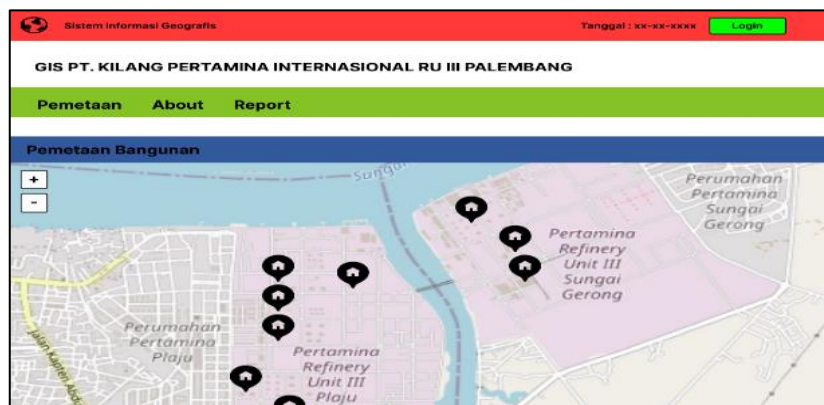 Sistem Informasi Geografis
Tanggal : xx-xx-xxxx
Login
GIS PT. KILANG PERTAMINA INTERNASIONAL RU III PALEMBANG
Pemetaan About Report
Pemetaan Bangunan
+
-
Sungai
Perumahan
Pertamina
Sungai
Gerong
Pertamina
Refinery
Unit III
Sungai
Gerong
Perumahan
Pertamina
Plaju
Pertamina
Refinery
Unit III
Plaju
Jalan Kapten